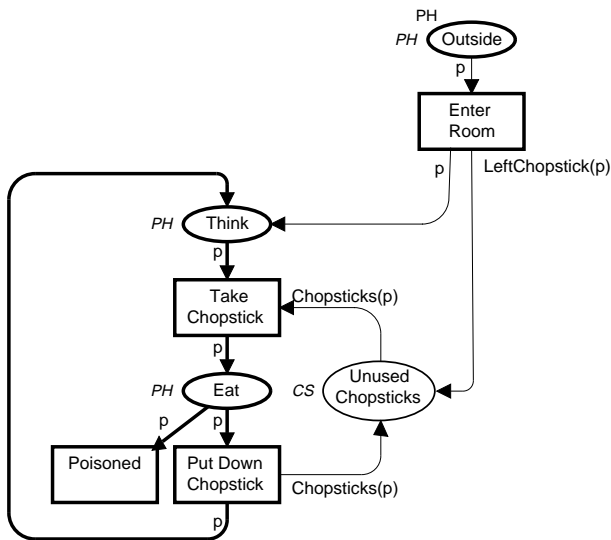 PH
PH
Outside
p
Enter
Room
p
LeftChopstick(p)
PH
Think
p
Take
Chopstick
Chopsticks(p)
p
PH
Eat
CS
Unused
Chopsticks
p
p
Poisoned
Put Down
Chopstick
Chopsticks(p)
p